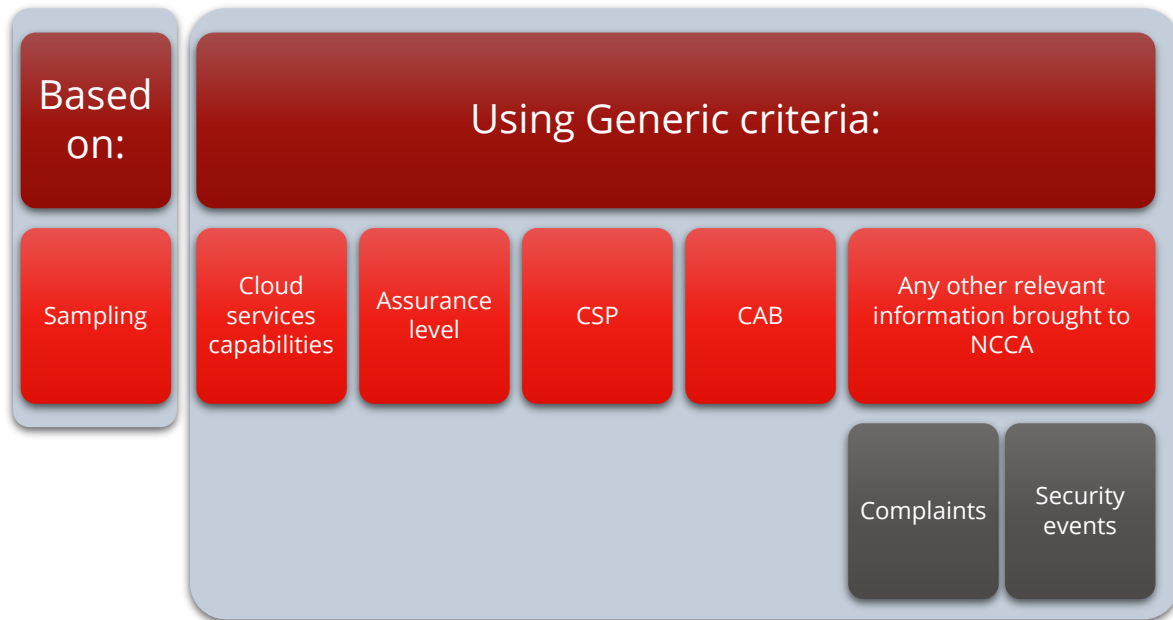 Based
on:
Using Generic criteria:
Sampling
Cloud
services
capabilities
Assurance
level
CSP
CAB
Any other relevant
information brought to
NCCA
Complaints
Security
events